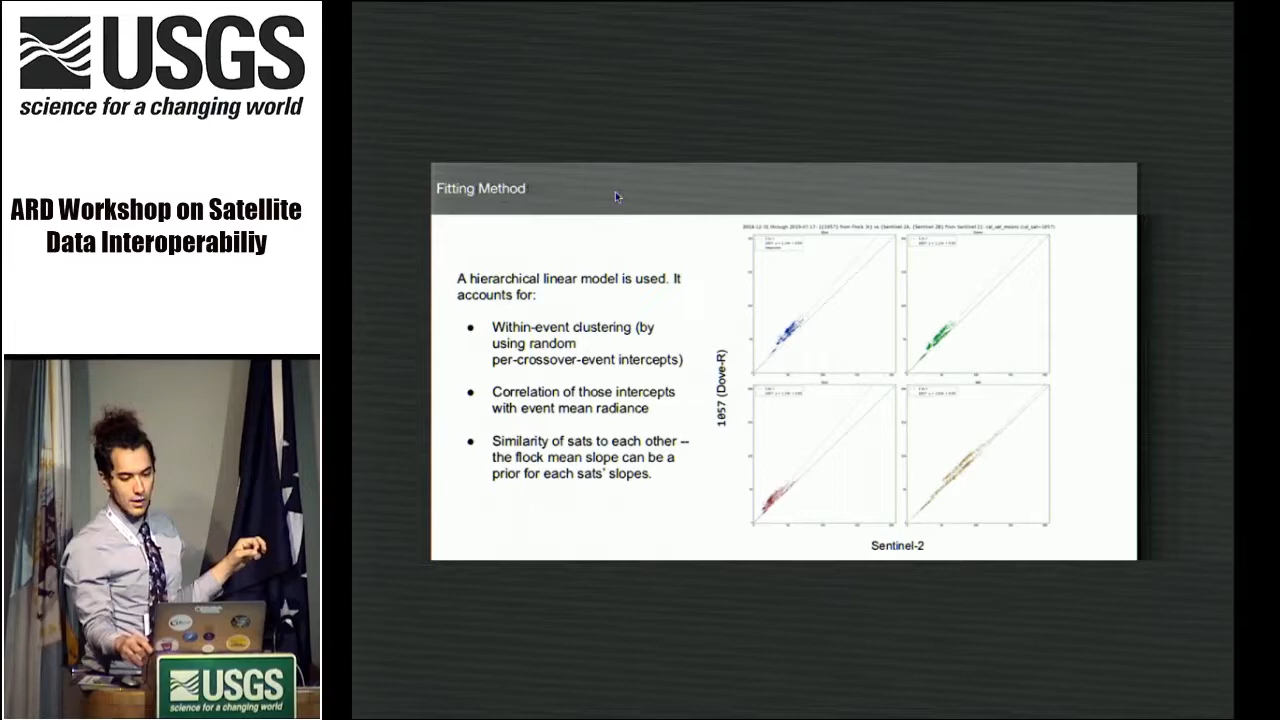 USGS
science for a changing world
ARD Workshop on Satellite
Data Interoperabiliy
Fitting Method
A hierarchical linear model is used. It
accounts for:
● Within-event clustering (by
using random
per-crossover-event intercepts)
● Correlation of those intercepts
with event mean radiance
● Similarity of sats to each other --
the flock mean slope can be a
prior for each sats' slopes.
1057 (Dove-R)
Sentinel-2
USGS
science for a changing world